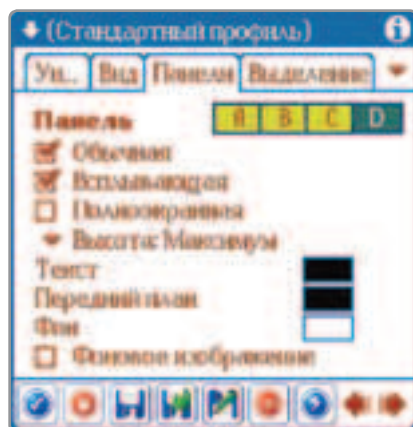 (Стандартный профиль)
Ун... Вид Панели Выделение
Панель A B C D
Обычная
Всплывающая
Полноэкранная
Высота: Максимум
Текст
Передний план
Фон
Фоновое изображение